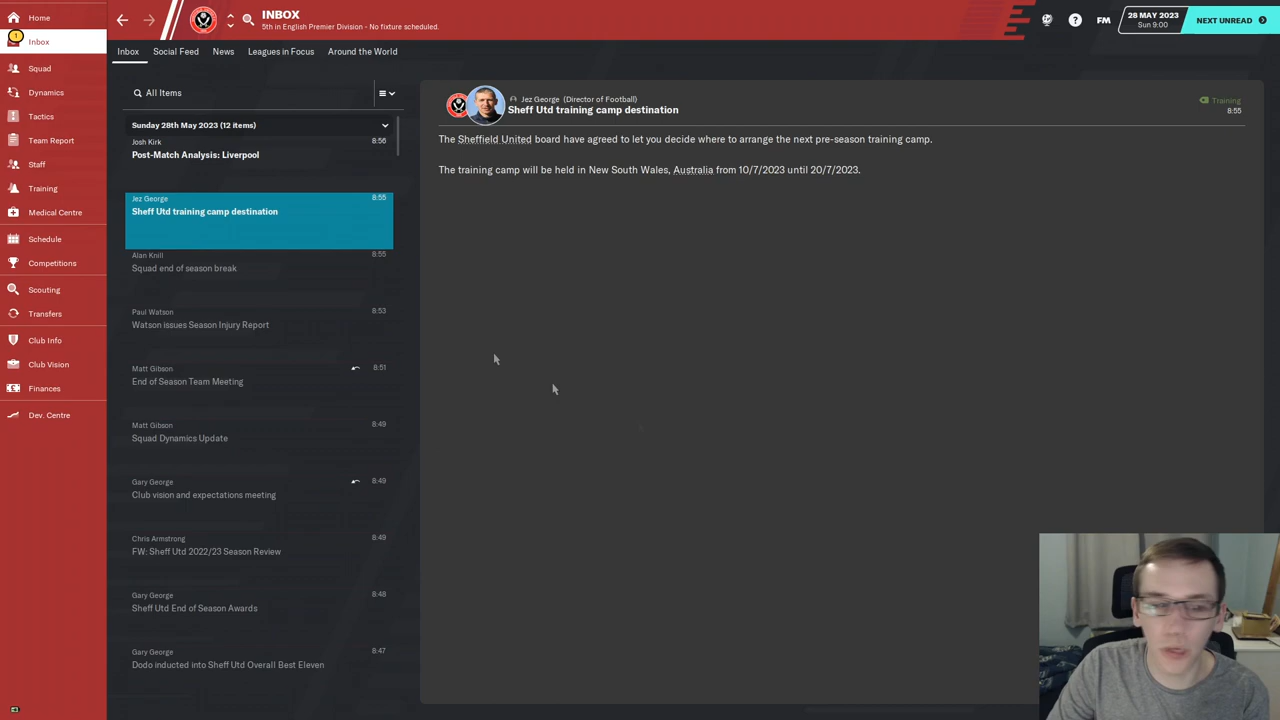 Home
Inbox
Squad
Dynamics
Tactics
Team Report
Staff
Training
Medical Centre
Schedule
Competitions
Scouting
Transfers
Club Info
Club Vision
Finances
Dev. Centre
INBOX
5th in English Premier Division - No fixture scheduled.
?
FM
28 MAY 2023
Sun 9:00
NEXT UNREAD
Inbox Social Feed News Leagues in Focus Around the World
All Items
Sunday 28th May 2023 (12 items)
Josh Kirk 8:56
Post-Match Analysis: Liverpool
Jez George 8:55
Sheff Utd training camp destination
Alan Knill 8:55
Squad end of season break
Paul Watson 8:53
Watson issues Season Injury Report
Matt Gibson 8:51
End of Season Team Meeting
Matt Gibson 8:49
Squad Dynamics Update
Gary George 8:49
Club vision and expectations meeting
Chris Armstrong 8:49
FW: Sheff Utd 2022/23 Season Review
Gary George 8:48
Sheff Utd End of Season Awards
Gary George 8:47
Dodo inducted into Sheff Utd Overall Best Eleven
Jez George (Director of Football)
Sheff Utd training camp destination
Training
8:55
The Sheffield United board have agreed to let you decide where to arrange the next pre-season training camp.
The training camp will be held in New South Wales, Australia from 10/7/2023 until 20/7/2023.